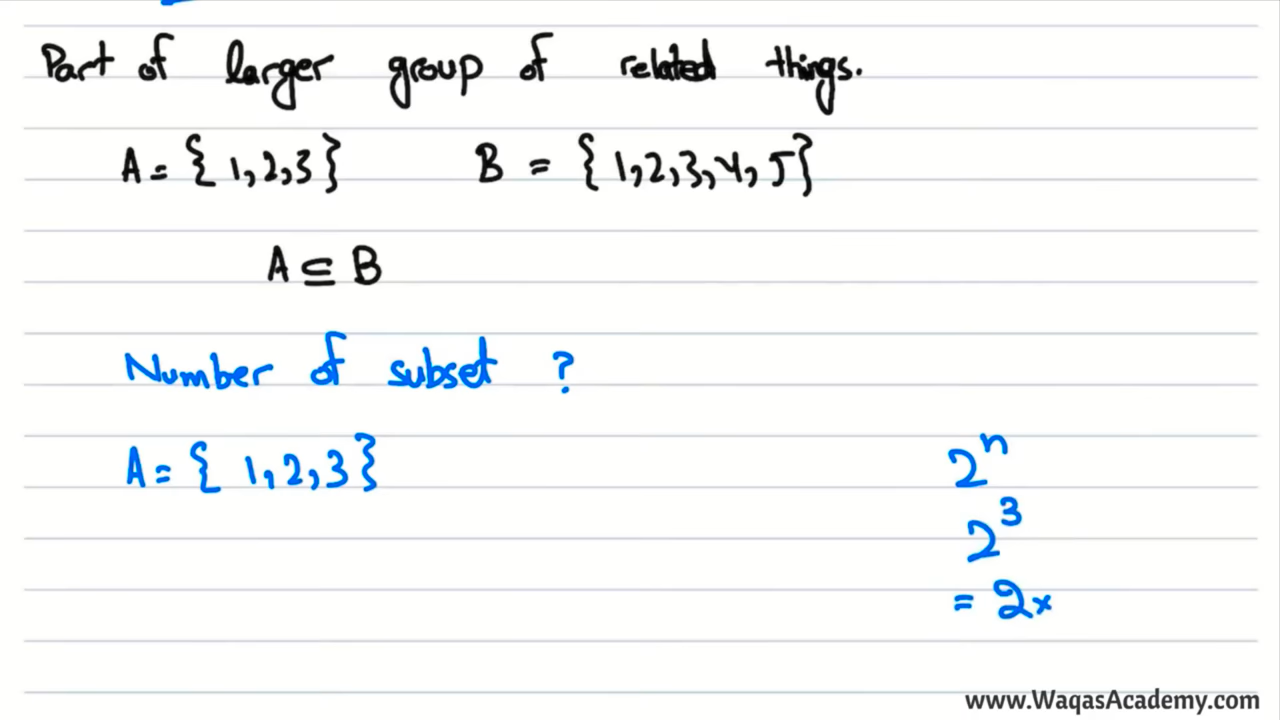 Part of larger group of related things.
A = { 1, 2, 3 } B = { 1, 2, 3, 4, 5 }
A ⊆ B
Number of subset ?
A = { 1, 2, 3 } 2ⁿ
2³
= 2×
www.WaqasAcademy.com